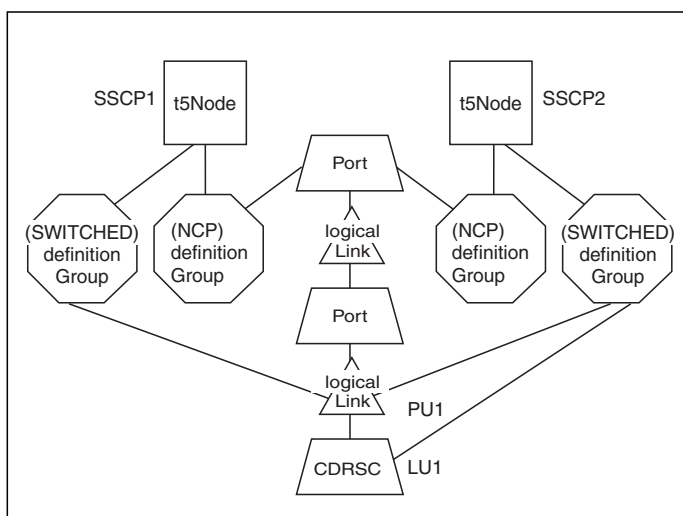 SSCP1
t5Node
t5Node
SSCP2
Port
(SWITCHED)
definition
Group
(NCP)
definition
Group
logical
Link
(NCP)
definition
Group
(SWITCHED)
definition
Group
Port
logical
Link
PU1
CDRSC
LU1